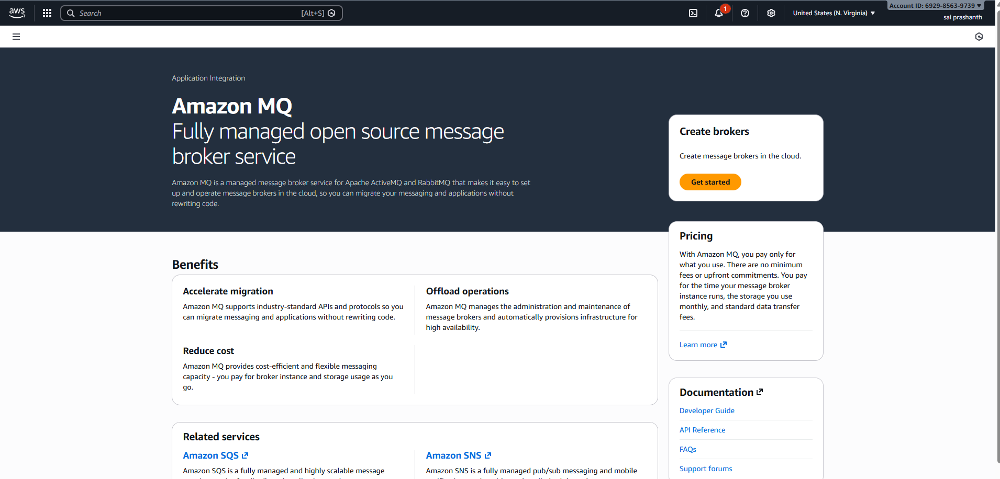 aws
Search
[Alt+S]
1
United States (N. Virginia)
Account ID: 6929-8563-9739
sai prashanth
Application Integration
Amazon MQ
Fully managed open source message
broker service
Amazon MQ is a managed message broker service for Apache ActiveMQ and RabbitMQ that makes it easy to set
up and operate message brokers in the cloud, so you can migrate your messaging and applications without
rewriting code.
Create brokers
Create message brokers in the cloud.
Get started
Pricing
With Amazon MQ, you pay only for
what you use. There are no minimum
fees or upfront commitments. You pay
for the time your message broker
instance runs, the storage you use
monthly, and standard data transfer
fees.
Learn more
Benefits
Accelerate migration
Amazon MQ supports industry-standard APIs and protocols so you
can migrate messaging and applications without rewriting code.
Offload operations
Amazon MQ manages the administration and maintenance of
message brokers and automatically provisions infrastructure for
high availability.
Reduce cost
Amazon MQ provides cost-efficient and flexible messaging
capacity - you pay for broker instance and storage usage as you
go.
Documentation
Developer Guide
API Reference
FAQs
Support forums
Related services
Amazon SQS
Amazon SQS is a fully managed and highly scalable message
Amazon SNS
Amazon SNS is a fully managed pub/sub messaging and mobile